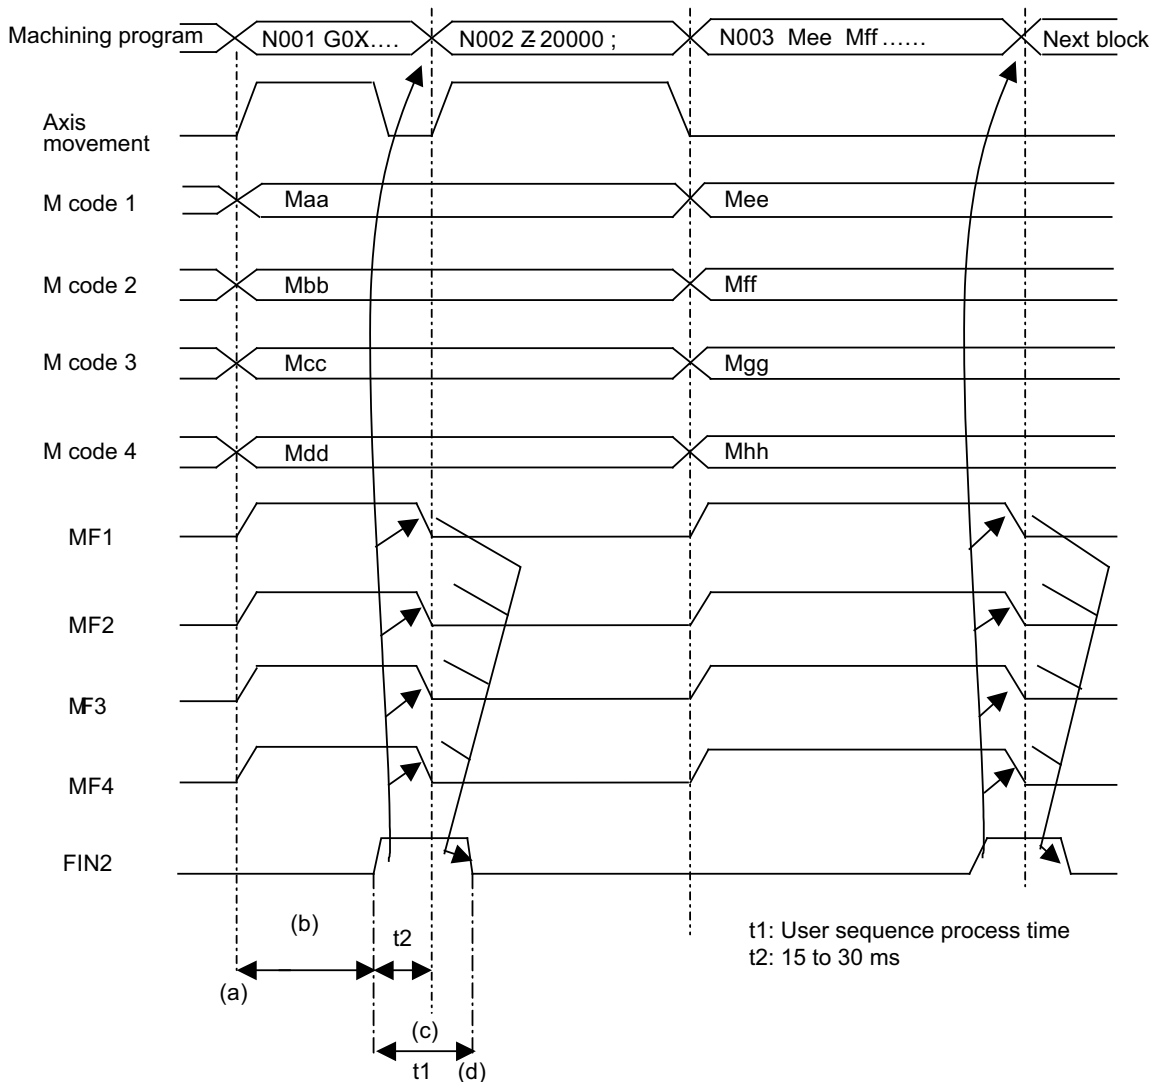 Machining program N001 G0X.... N002 Z-20000 ; N003 Mee Mff...... Next block
Axis
movement
M code 1 Maa Mee
M code 2 Mbb Mff
M code 3 Mcc Mgg
M code 4 Mdd Mhh
MF1
MF2
MF3
MF4
FIN2
(b)
t2
t1: User sequence process time
t2: 15 to 30 ms
(a)
(c)
t1 (d)